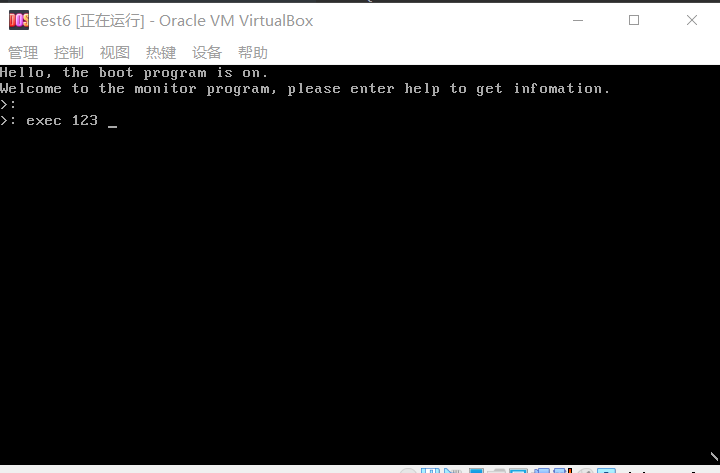 DOS test6 [正在运行] - Oracle VM VirtualBox
管理 控制 视图 热键 设备 帮助
Hello, the boot program is on.
Welcome to the monitor program, please enter help to get infomation.
>:
>: exec 123 _